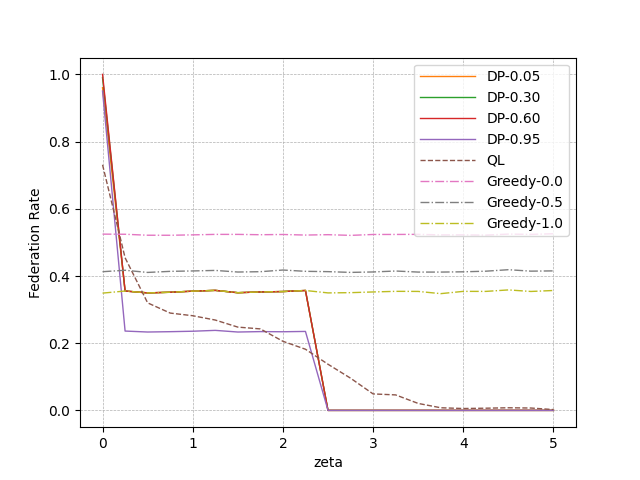 1.0
0.8
0.6
0.4
0.2
0.0
Federation Rate
0
1
2
3
4
5
zeta
DP-0.05
DP-0.30
DP-0.60
DP-0.95
QL
Greedy-0.0
Greedy-0.5
Greedy-1.0